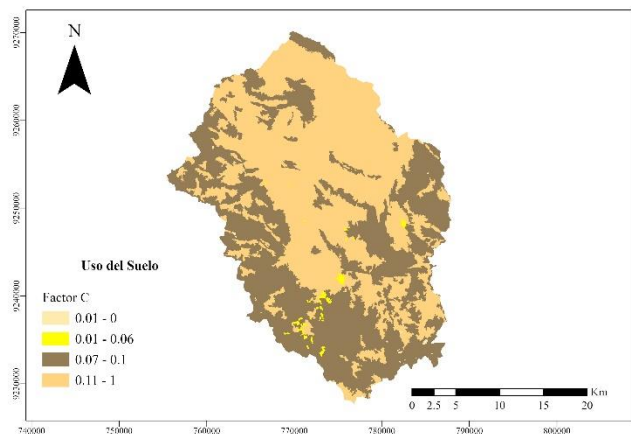 N
9270000
9260000
9250000
9240000
9230000
Uso del Suelo
Factor C
0.01 - 0
0.01 - 0.06
0.07 - 0.1
0.11 - 1
Km
0 2.5 5 10 15 20
740000 750000 760000 770000 780000 790000 800000